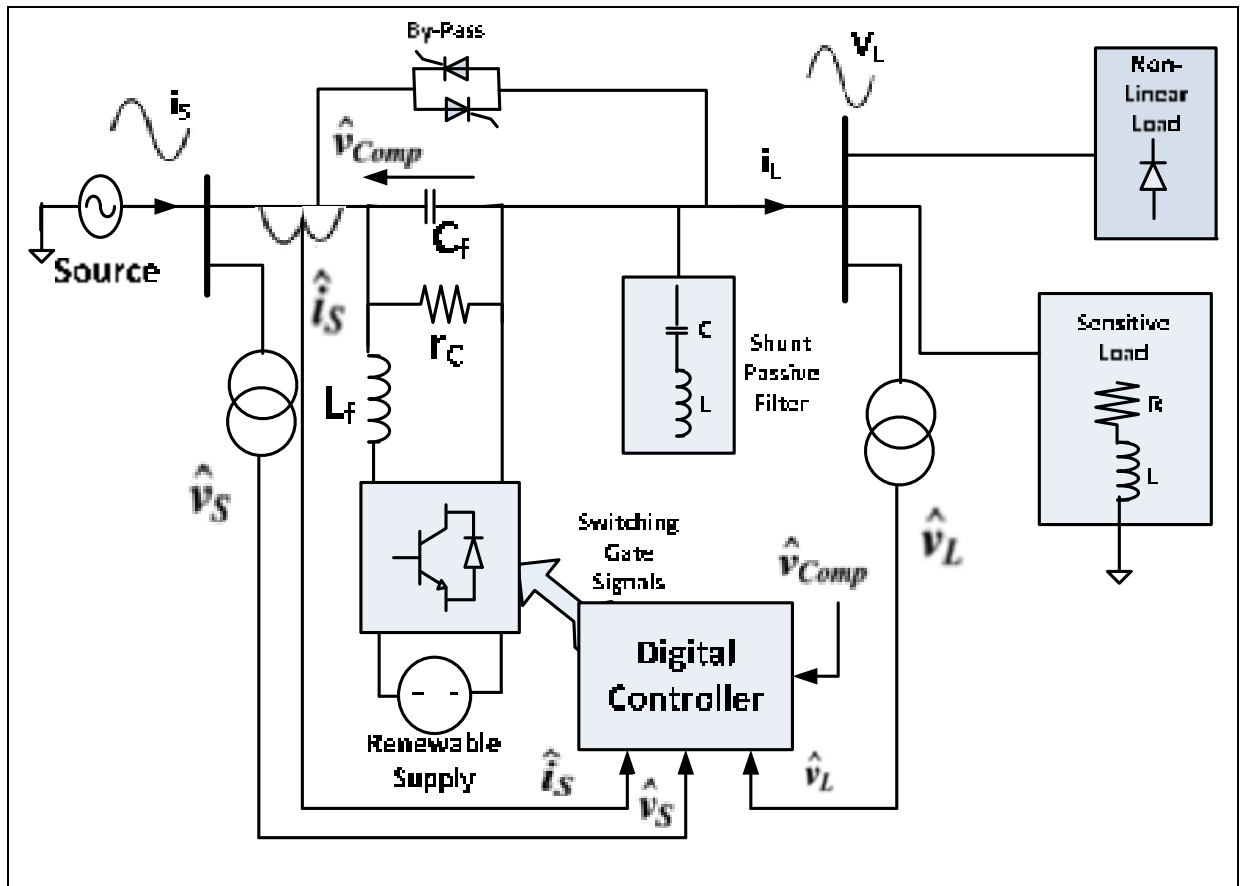 By-Pass
i_S
v̂_Comp
V_L
Non-
Linear
Load
i_L
Source
C_f
î_S
r_C
L_f
C
L
Shunt
Passive
Filter
Sensitive
Load
R
L
v̂_S
Switching
Gate
Signals
v̂_Comp
v̂_L
Digital
Controller
Renewable
Supply
î_S
v̂_S
v̂_L